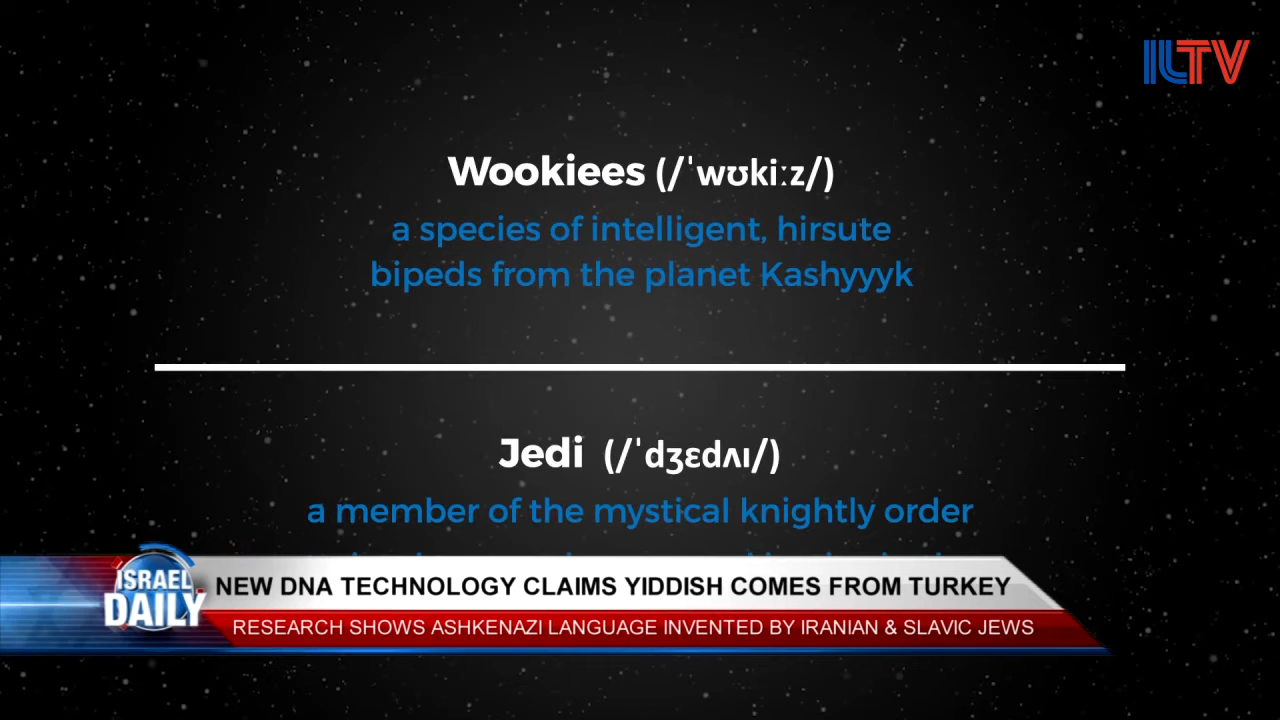 ILTV
Wookiees (/ˈwʊkiːz/)
a species of intelligent, hirsute
bipeds from the planet Kashyyyk
Jedi (/ˈdʒɛdʌɪ/)
a member of the mystical knightly order
ISRAEL
DAILY
NEW DNA TECHNOLOGY CLAIMS YIDDISH COMES FROM TURKEY
RESEARCH SHOWS ASHKENAZI LANGUAGE INVENTED BY IRANIAN & SLAVIC JEWS